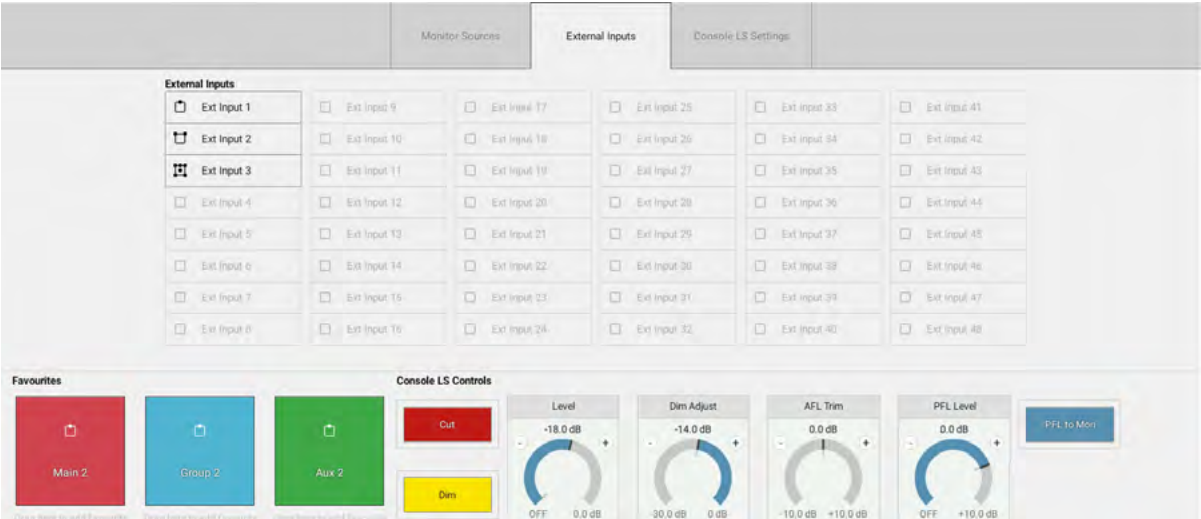 Monitor Sources External Inputs Console LS Settings
External Inputs
Ext Input 1 Ext Input 9 Ext Input 17 Ext Input 25 Ext Input 33 Ext Input 41
Ext Input 2 Ext Input 10 Ext Input 18 Ext Input 26 Ext Input 34 Ext Input 42
Ext Input 3 Ext Input 11 Ext Input 19 Ext Input 27 Ext Input 35 Ext Input 43
Ext Input 4 Ext Input 12 Ext Input 20 Ext Input 28 Ext Input 36 Ext Input 44
Ext Input 5 Ext Input 13 Ext Input 21 Ext Input 29 Ext Input 37 Ext Input 45
Ext Input 6 Ext Input 14 Ext Input 22 Ext Input 30 Ext Input 38 Ext Input 46
Ext Input 7 Ext Input 15 Ext Input 23 Ext Input 31 Ext Input 39 Ext Input 47
Ext Input 8 Ext Input 16 Ext Input 24 Ext Input 32 Ext Input 40 Ext Input 48
Favourites Console LS Controls
Level Dim Adjust AFL Trim PFL Level
Cut -18.0 dB -14.0 dB 0.0 dB 0.0 dB PFL to Mon
- + - + - + - +
Main 2 Group 2 Aux 2
Dim
OFF 0.0 dB -30.0 dB 0 dB -10.0 dB +10.0 dB OFF +10.0 dB